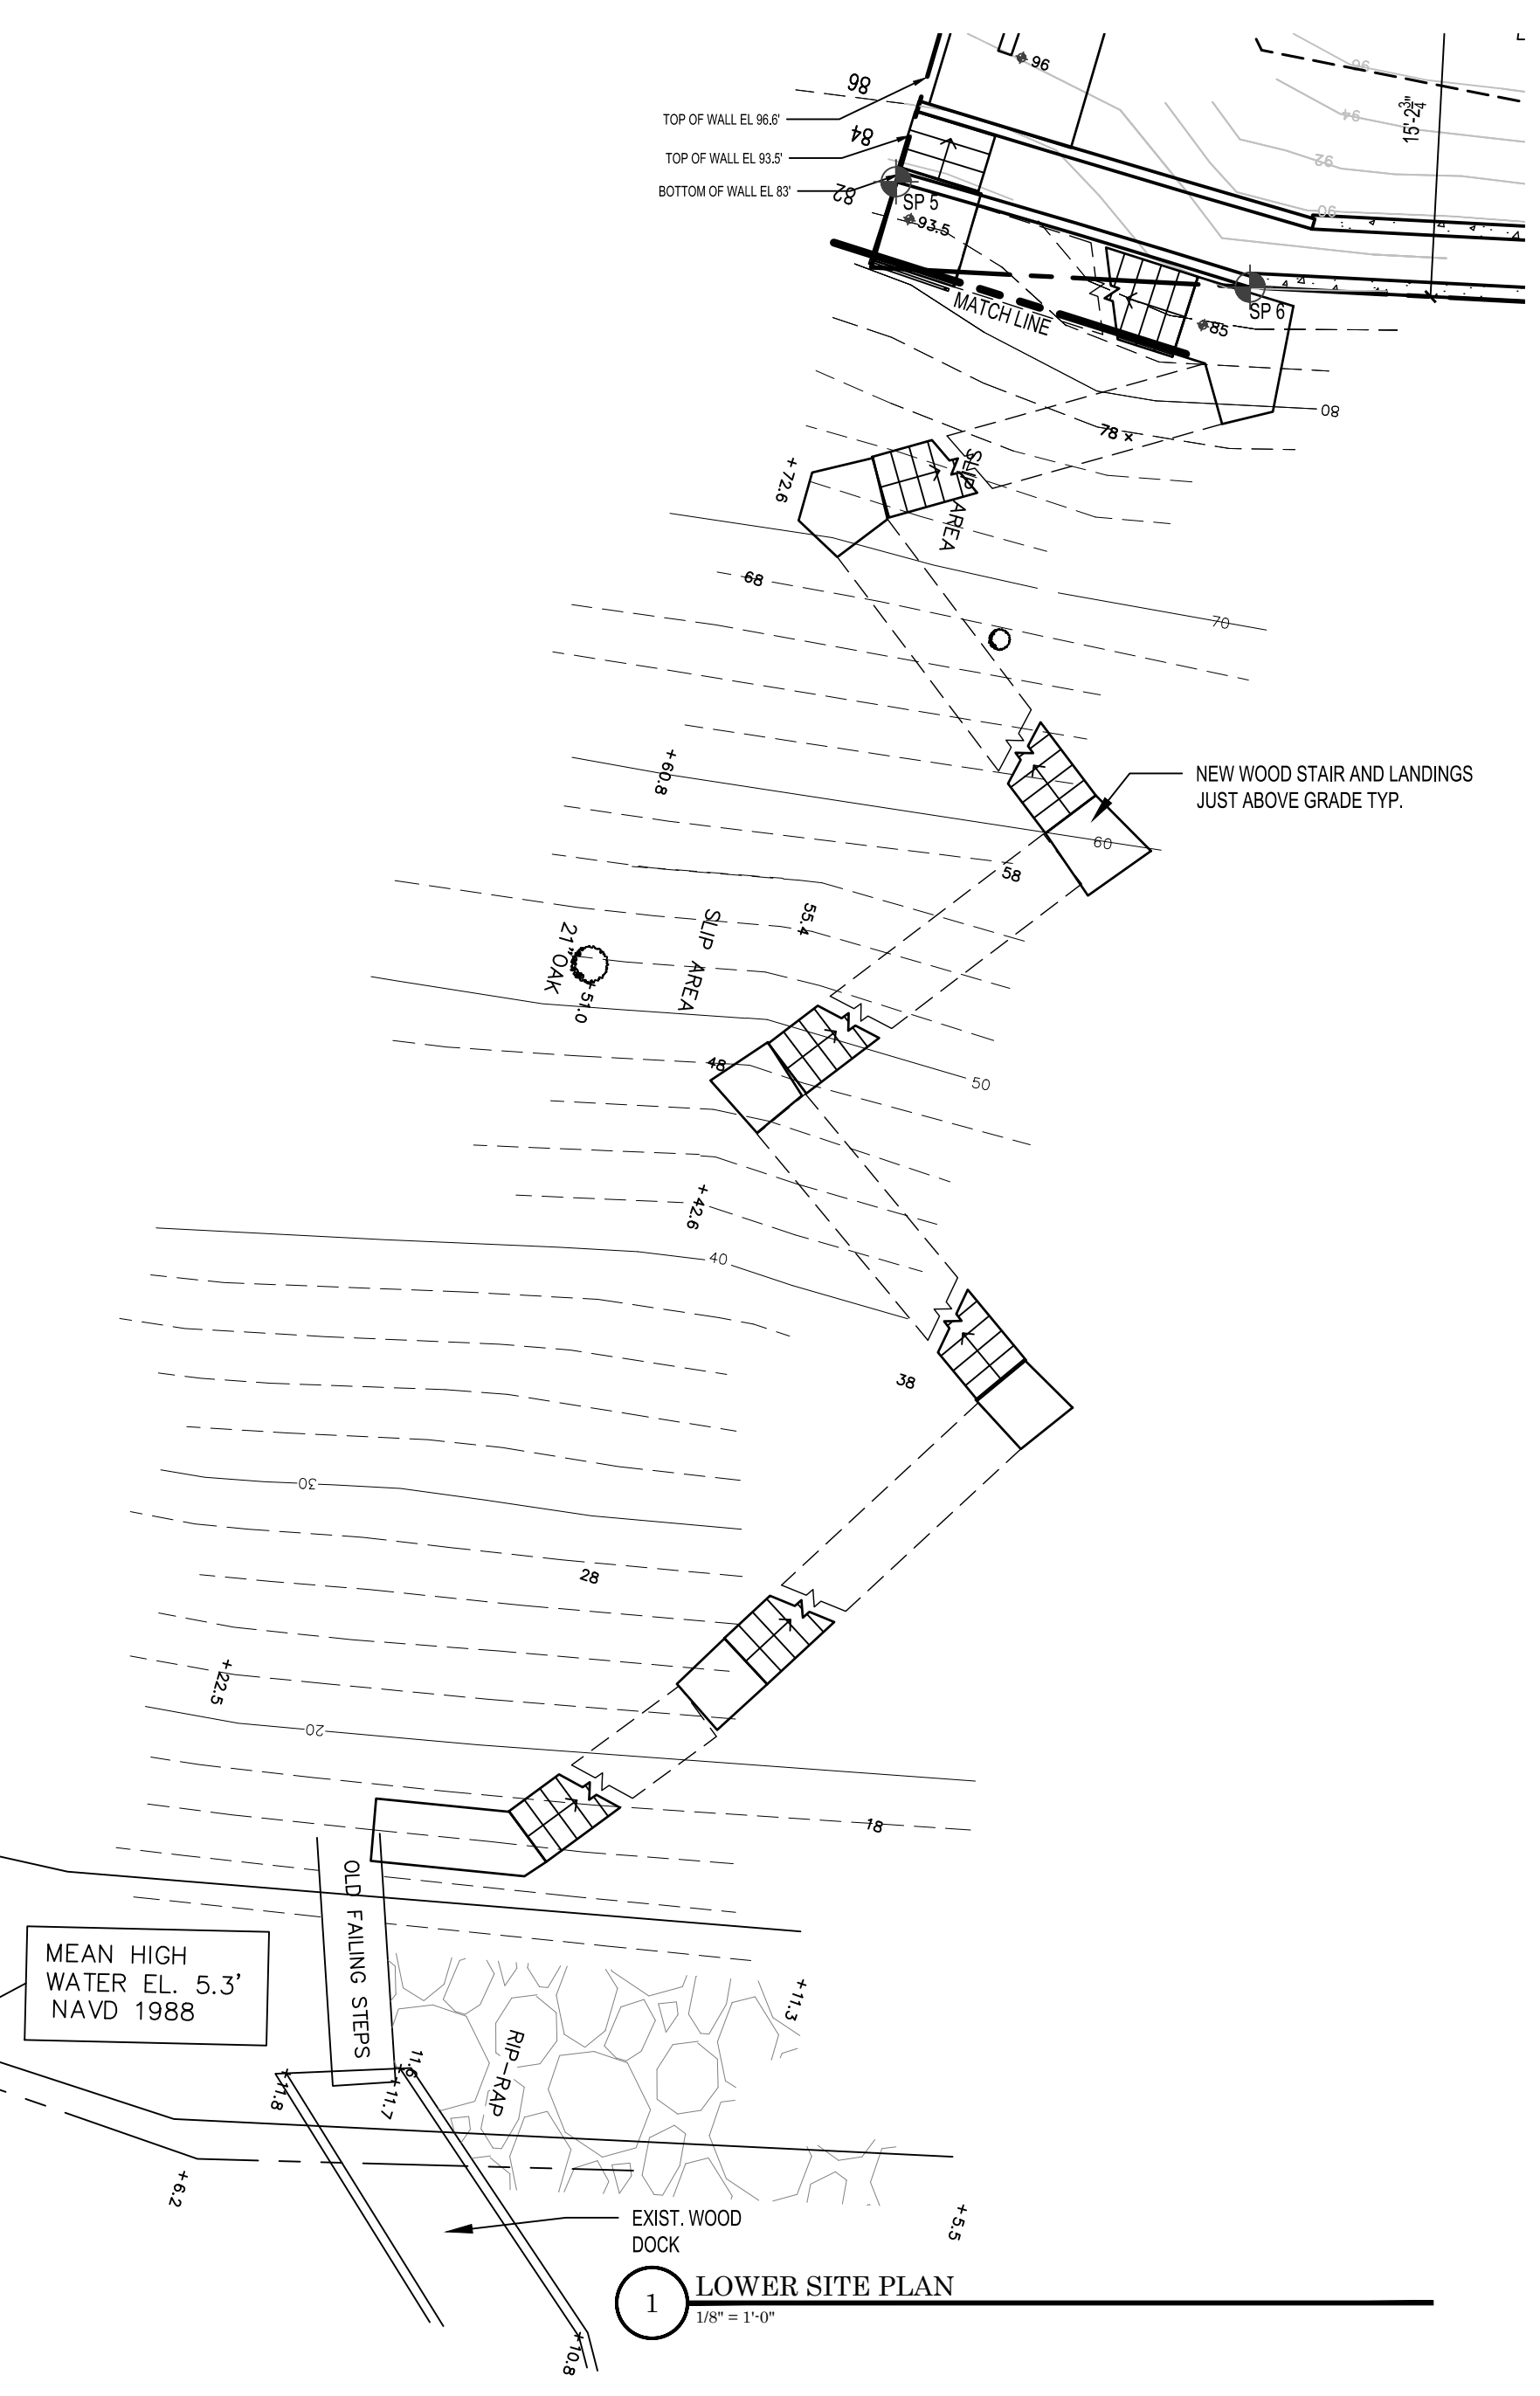 96
96
86
94
15'-2 3/4"
TOP OF WALL EL 96.6'
84
TOP OF WALL EL 93.5'
92
BOTTOM OF WALL EL 83'
82
SP 5
90
93.5
MATCH LINE
SP 6
85
80
78 ×
SLIP AREA
+72.6
68
70
+60.8
NEW WOOD STAIR AND LANDINGS
JUST ABOVE GRADE TYP.
60
58
55.4
SLIP AREA
21" OAK
+51.0
48
50
+42.6
40
38
30
28
+22.5
20
18
OLD FAILING STEPS
MEAN HIGH
WATER EL. 5.3'
NAVD 1988
+11.3
RIP-RAP
11.6
11.8
+11.7
+6.2
+5.5
EXIST. WOOD
DOCK
1
LOWER SITE PLAN
1/8" = 1'-0"
10.8